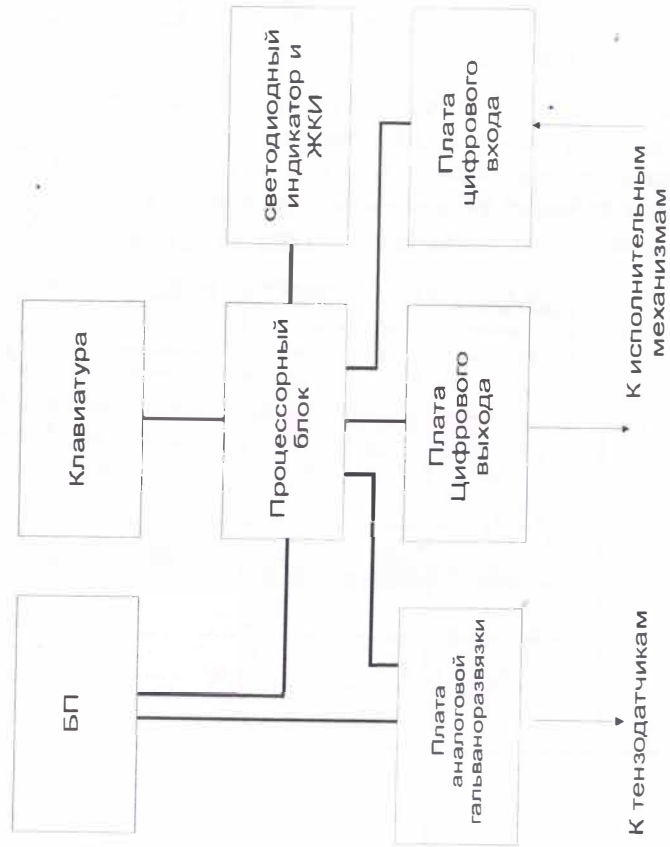 БП
Клавиатура
Процессорный
блок
светодиодный
индикатор и
ЖКИ
Плата
аналоговой
гальваноразвязки
Плата
Цифрового
выхода
Плата
цифрового
входа
К тензодатчикам
К исполнительным
механизмам